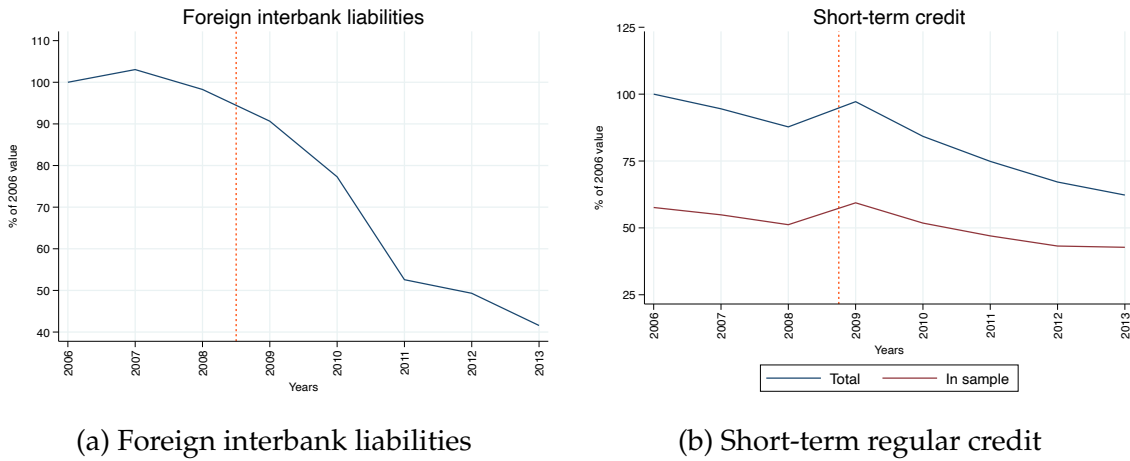 Foreign interbank liabilities
110
100
90
80
70
60
50
40
% of 2006 value
2006 2007 2008 2009 2010 2011 2012 2013
Years
(a) Foreign interbank liabilities
Short-term credit
125
100
75
50
25
% of 2006 value
2006 2007 2008 2009 2010 2011 2012 2013
Years
Total In sample
(b) Short-term regular credit